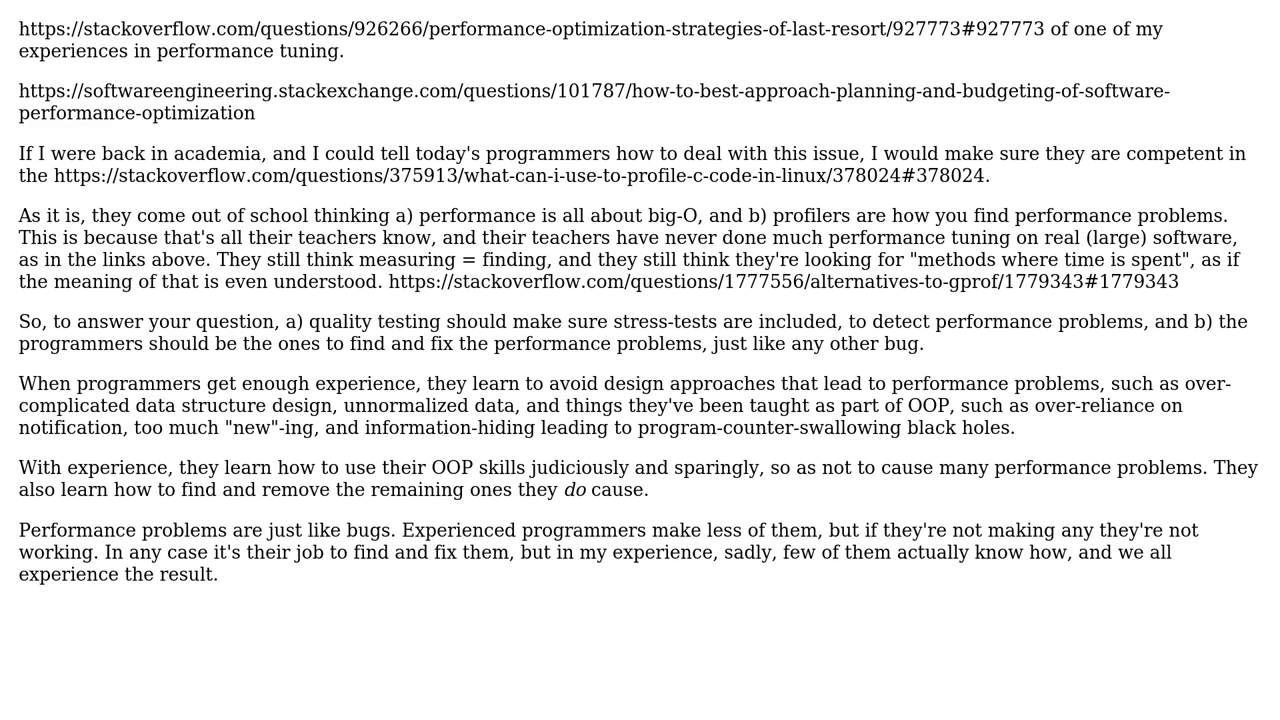 https://stackoverflow.com/questions/926266/performance-optimization-strategies-of-last-resort/927773#927773 of one of my
experiences in performance tuning.
https://softwareengineering.stackexchange.com/questions/101787/how-to-best-approach-planning-and-budgeting-of-software-
performance-optimization
If I were back in academia, and I could tell today's programmers how to deal with this issue, I would make sure they are competent in
the https://stackoverflow.com/questions/375913/what-can-i-use-to-profile-c-code-in-linux/378024#378024.
As it is, they come out of school thinking a) performance is all about big-O, and b) profilers are how you find performance problems.
This is because that's all their teachers know, and their teachers have never done much performance tuning on real (large) software,
as in the links above. They still think measuring = finding, and they still think they're looking for "methods where time is spent", as if
the meaning of that is even understood. https://stackoverflow.com/questions/1777556/alternatives-to-gprof/1779343#1779343
So, to answer your question, a) quality testing should make sure stress-tests are included, to detect performance problems, and b) the
programmers should be the ones to find and fix the performance problems, just like any other bug.
When programmers get enough experience, they learn to avoid design approaches that lead to performance problems, such as over-
complicated data structure design, unnormalized data, and things they've been taught as part of OOP, such as over-reliance on
notification, too much "new"-ing, and information-hiding leading to program-counter-swallowing black holes.
With experience, they learn how to use their OOP skills judiciously and sparingly, so as not to cause many performance problems. They
also learn how to find and remove the remaining ones they do cause.
Performance problems are just like bugs. Experienced programmers make less of them, but if they're not making any they're not
working. In any case it's their job to find and fix them, but in my experience, sadly, few of them actually know how, and we all
experience the result.